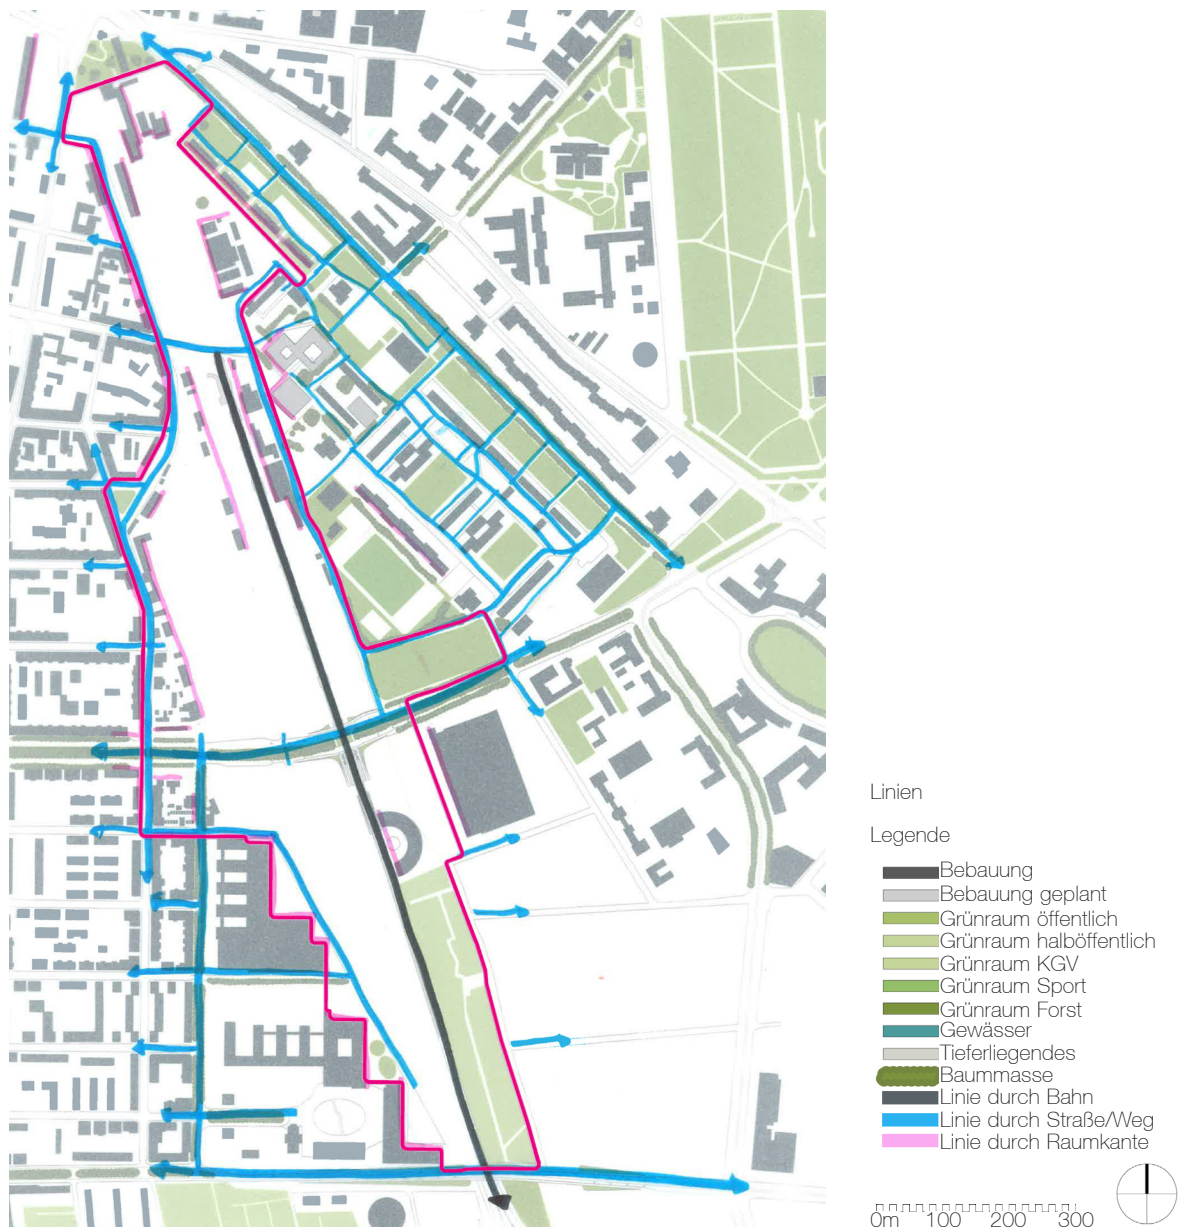 Linien
Legende
Bebauung
Bebauung geplant
Grünraum öffentlich
Grünraum halböffentlich
Grünraum KGV
Grünraum Sport
Grünraum Forst
Gewässer
Tieferliegendes
Baummasse
Linie durch Bahn
Linie durch Straße/Weg
Linie durch Raumkante
0m 100 200 300